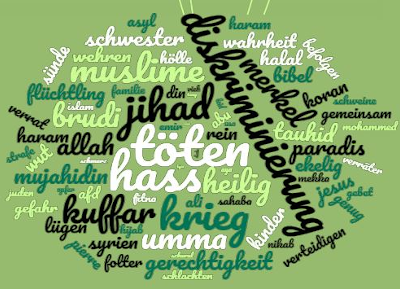 asyl
haram
schwester
wahrheit
befolgen
sünde
wehren
hölle
halal
muslime
merkel
bibel
diskriminierung
flüchtling
familie
din
koran
schweine
islam
jihad
verrat
brudi
gemeinsam
emir
rein
tauhid
mohammed
haram
allah
töten
paradis
strafe
wut
hass
ekelig
verräter
mujahidin
heilig
mekka
jesus
gebet
juden
afd
fitna
ali
sahaba
genug
gefahr
kuffar
krieg
lügen
hijab
umma
kinder
nikab
syrien
verteidigen
pierre
folter
gerechtigkeit
schlachten